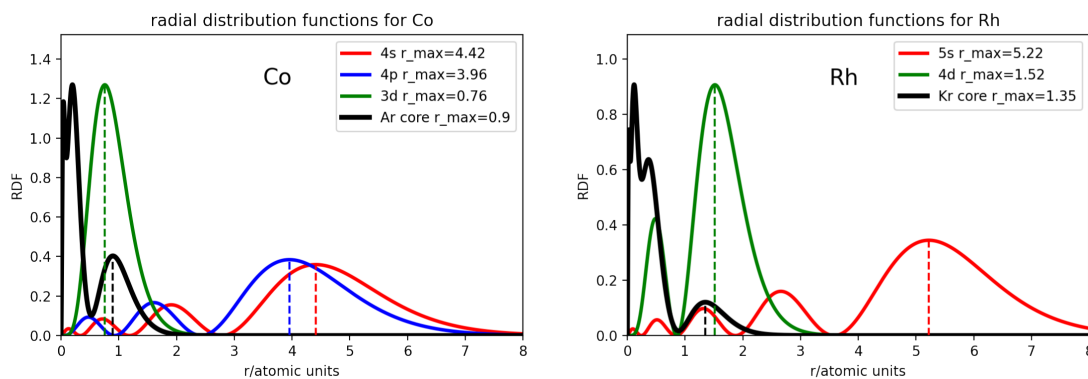 radial distribution functions for Co
RDF
1.4
1.2
1.0
0.8
0.6
0.4
0.2
0.0
Co
4s r_max=4.42
4p r_max=3.96
3d r_max=0.76
Ar core r_max=0.9
0 1 2 3 4 5 6 7 8
r/atomic units
radial distribution functions for Rh
RDF
1.0
0.8
0.6
0.4
0.2
0.0
Rh
5s r_max=5.22
4d r_max=1.52
Kr core r_max=1.35
0 1 2 3 4 5 6 7 8
r/atomic units